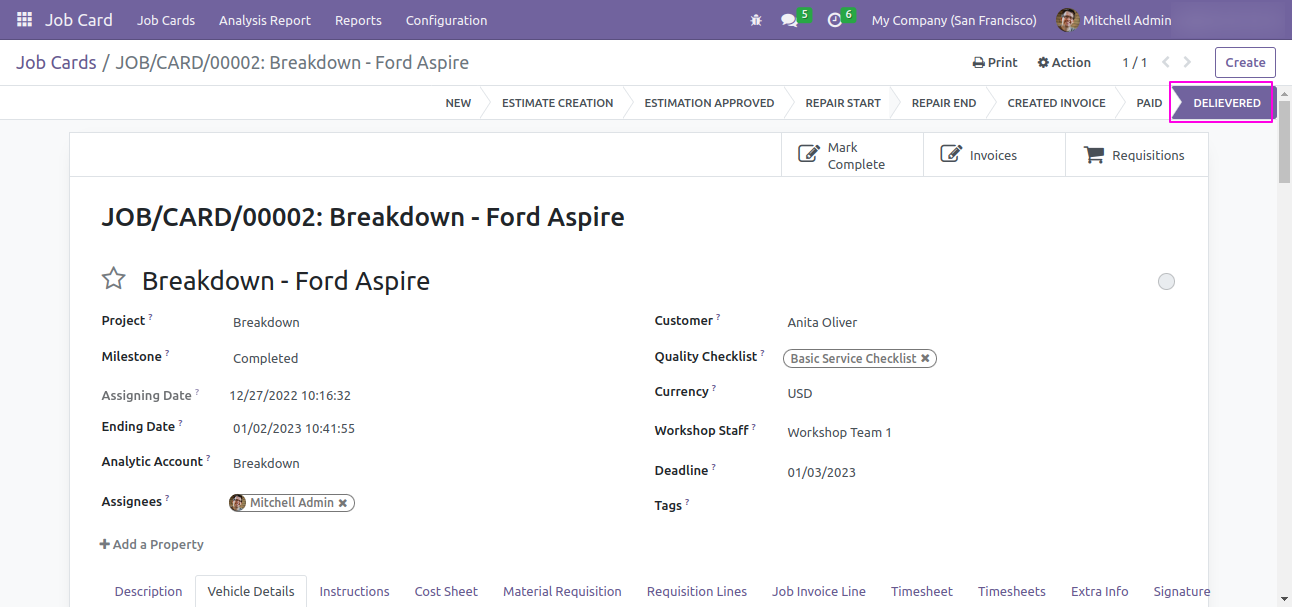 Job Card Job Cards Analysis Report Reports Configuration 5 6 My Company (San Francisco) Mitchell Admin
Job Cards / JOB/CARD/00002: Breakdown - Ford Aspire Print Action 1 / 1 Create
NEW ESTIMATE CREATION ESTIMATION APPROVED REPAIR START REPAIR END CREATED INVOICE PAID DELIEVERED
Mark
Complete
Invoices
Requisitions
JOB/CARD/00002: Breakdown - Ford Aspire
Breakdown - Ford Aspire
Project ? Breakdown
Customer ? Anita Oliver
Milestone ? Completed
Quality Checklist ? Basic Service Checklist ✖
Assigning Date ? 12/27/2022 10:16:32
Currency ? USD
Ending Date ? 01/02/2023 10:41:55
Workshop Staff ? Workshop Team 1
Analytic Account ? Breakdown
Deadline ? 01/03/2023
Assignees ? Mitchell Admin ✖
Tags ?
+ Add a Property
Description Vehicle Details Instructions Cost Sheet Material Requisition Requisition Lines Job Invoice Line Timesheet Timesheets Extra Info Signature